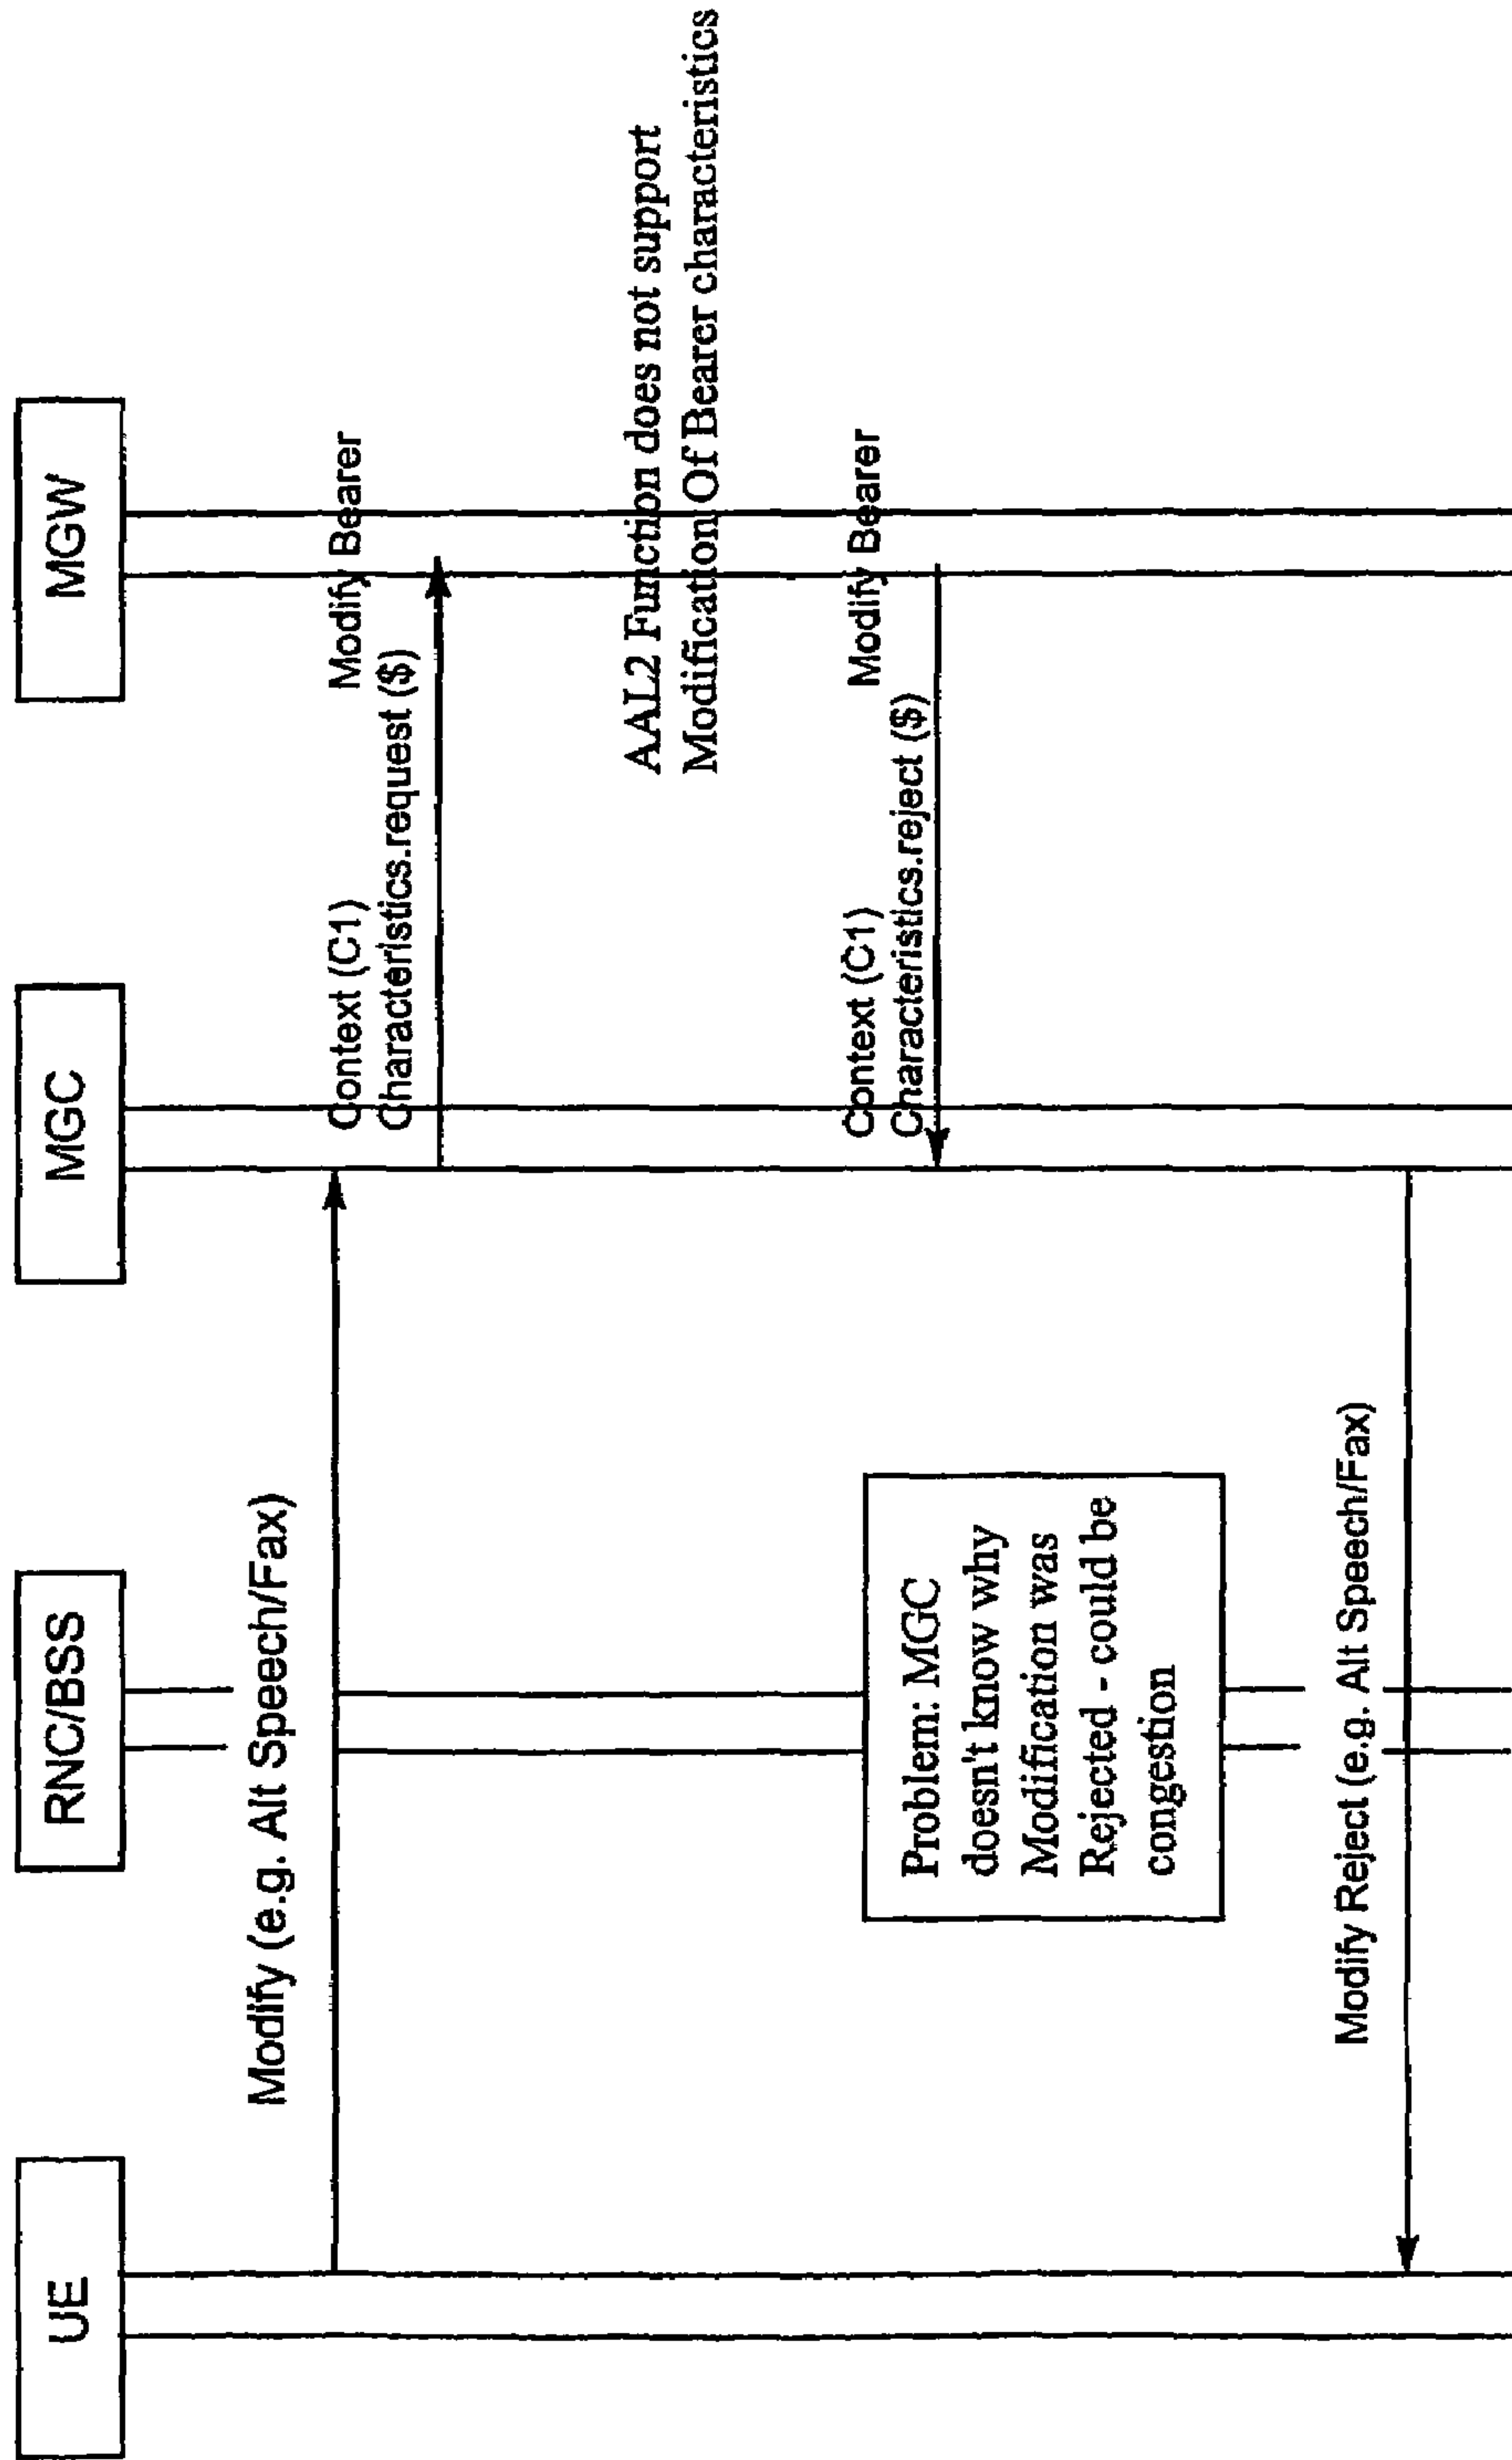 UE
RNC/BSS
MGC
MGW
Modify (e.g. Alt Speech/Fax)
Context (C1) Modify Bearer
Characteristics.request ($)
AAL2 Function does not support
Modification Of Bearer characteristics
Problem: MGC
doesn't know why
Modification was
Rejected - could be
congestion
Context (C1) Modify Bearer
Characteristics.reject ($)
Modify Reject (e.g. Alt Speech/Fax)